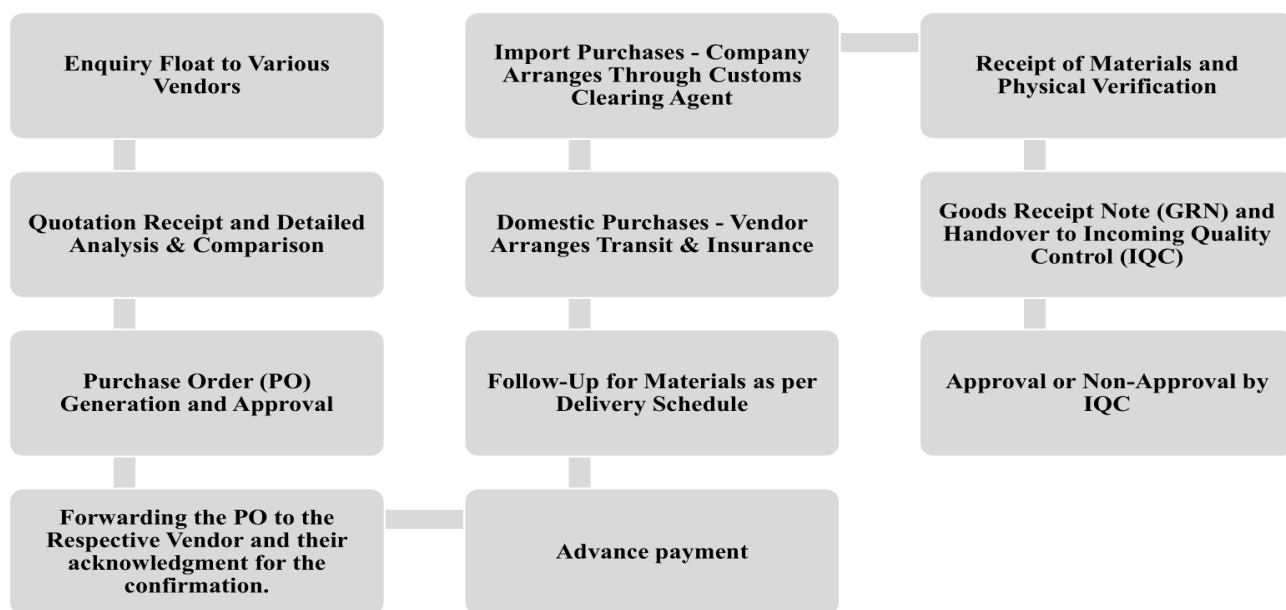 Enquiry Float to Various
Vendors
Quotation Receipt and Detailed
Analysis & Comparison
Purchase Order (PO)
Generation and Approval
Forwarding the PO to the
Respective Vendor and their
acknowledgment for the
confirmation.
Advance payment
Follow-Up for Materials as per
Delivery Schedule
Domestic Purchases - Vendor
Arranges Transit & Insurance
Import Purchases - Company
Arranges Through Customs
Clearing Agent
Receipt of Materials and
Physical Verification
Goods Receipt Note (GRN) and
Handover to Incoming Quality
Control (IQC)
Approval or Non-Approval by
IQC